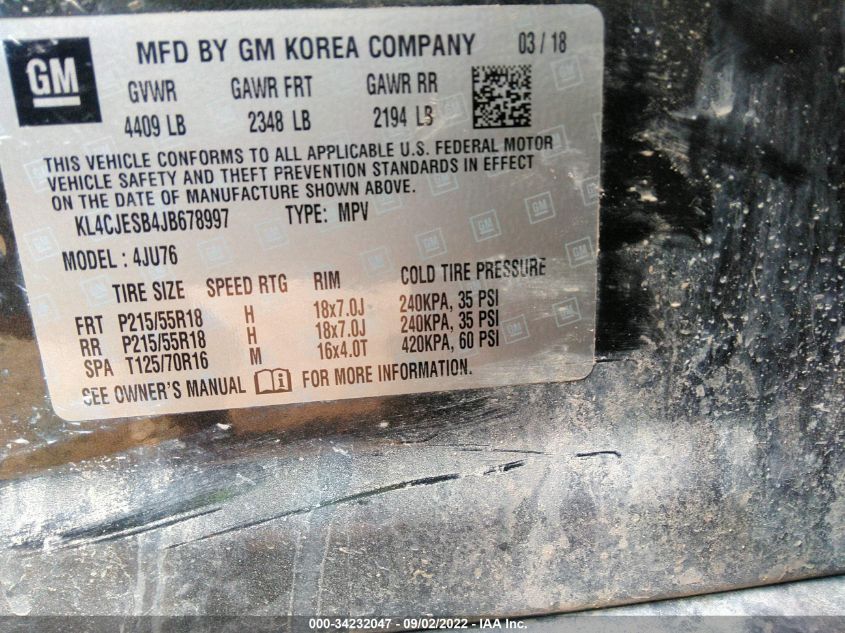 GM
MFD BY GM KOREA COMPANY 03 / 18
GVWR GAWR FRT GAWR RR
4409 LB 2348 LB 2194 LB
THIS VEHICLE CONFORMS TO ALL APPLICABLE U.S. FEDERAL MOTOR
VEHICLE SAFETY AND THEFT PREVENTION STANDARDS IN EFFECT
ON THE DATE OF MANUFACTURE SHOWN ABOVE.
KL4CJESB4JB678997 TYPE: MPV
MODEL : 4JU76
TIRE SIZE SPEED RTG RIM COLD TIRE PRESSURE
FRT P215/55R18 H 18x7.0J 240KPA, 35 PSI
RR P215/55R18 H 18x7.0J 240KPA, 35 PSI
SPA T125/70R16 M 16x4.0T 420KPA, 60 PSI
SEE OWNER'S MANUAL FOR MORE INFORMATION.
000-34232047 - 09/02/2022 - IAA Inc.